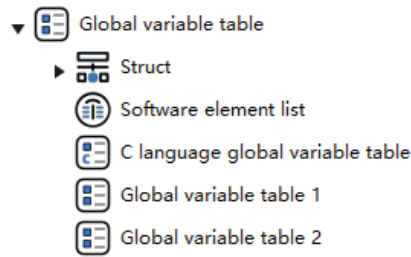 Global variable table
Struct
Software element list
C language global variable table
Global variable table 1
Global variable table 2